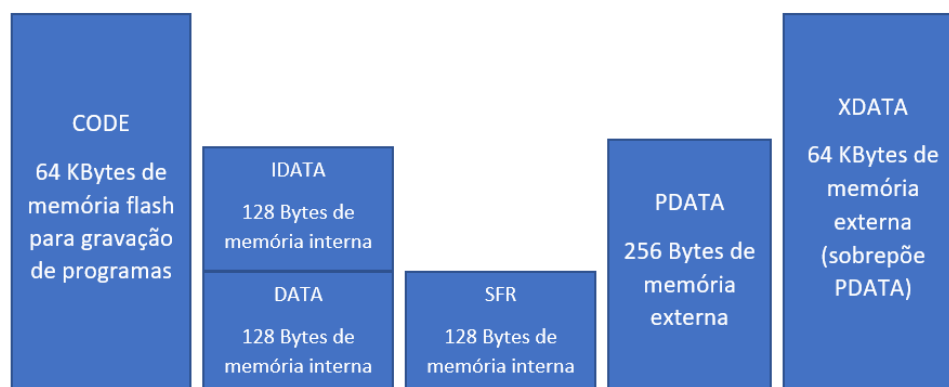 CODE
64 KBytes de
memória flash
para gravação
de programas
IDATA
128 Bytes de
memória interna
DATA
128 Bytes de
memória interna
SFR
128 Bytes de
memória interna
PDATA
256 Bytes de
memória
externa
XDATA
64 KBytes de
memória
externa
(sobrepõe
PDATA)